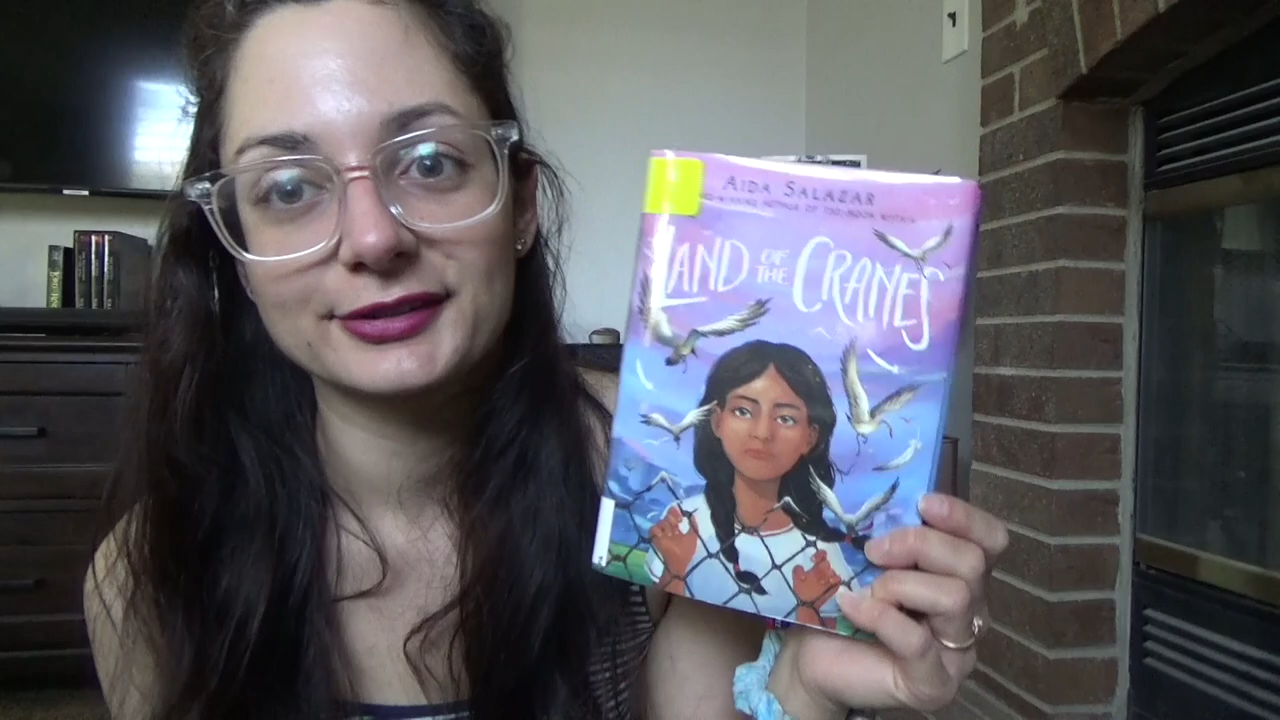 AIDA SALAZAR
AUTHOR OF THE MOON WITHIN
LAND OF THE CRANES